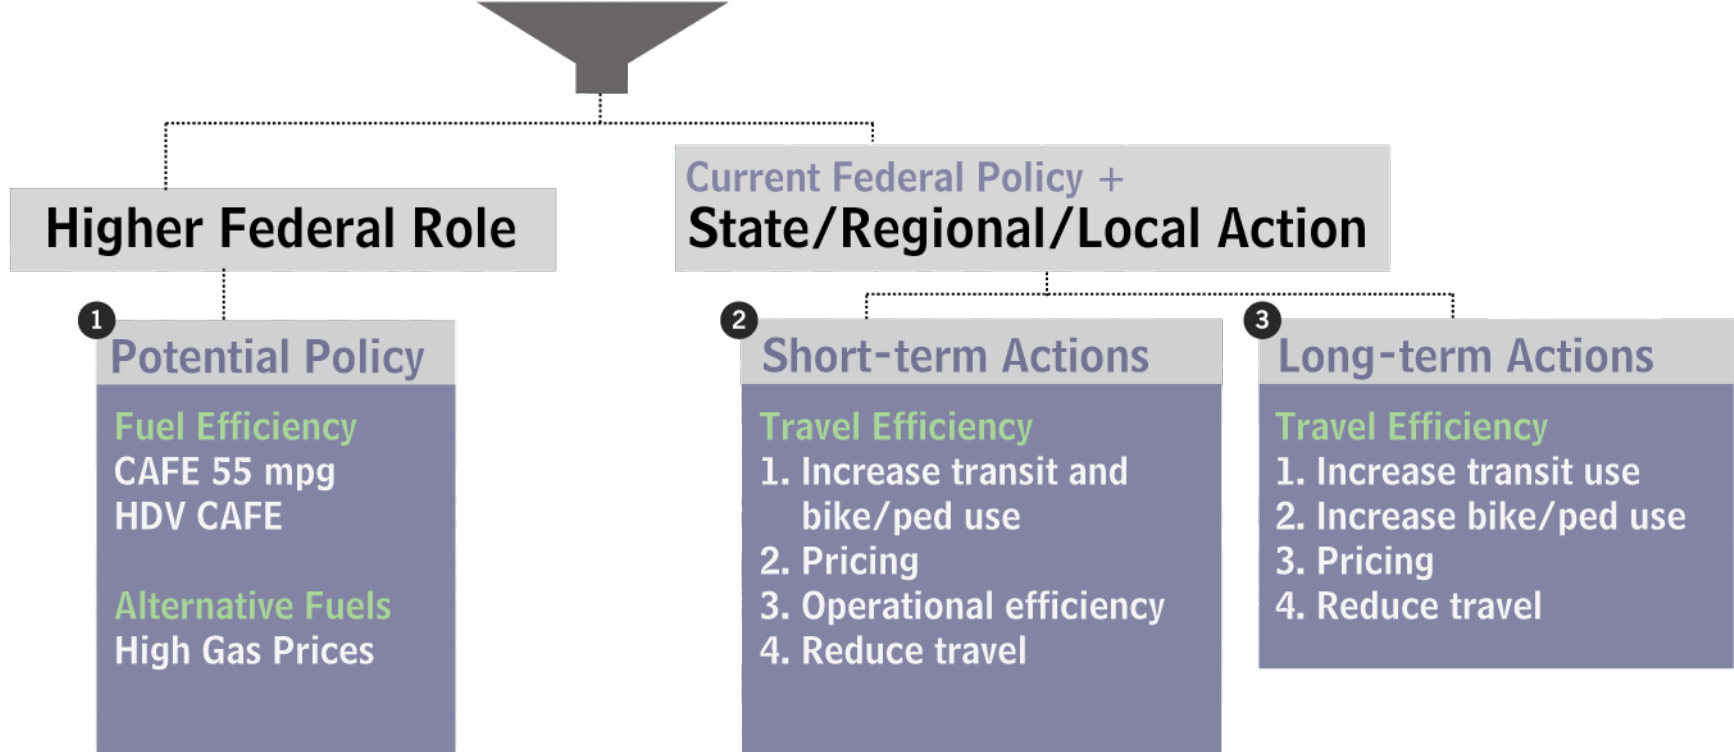 Higher Federal Role
Current Federal Policy +
State/Regional/Local Action
1
Potential Policy
Fuel Efficiency
CAFE 55 mpg
HDV CAFE
Alternative Fuels
High Gas Prices
2
Short-term Actions
Travel Efficiency
1. Increase transit and
bike/ped use
2. Pricing
3. Operational efficiency
4. Reduce travel
3
Long-term Actions
Travel Efficiency
1. Increase transit use
2. Increase bike/ped use
3. Pricing
4. Reduce travel